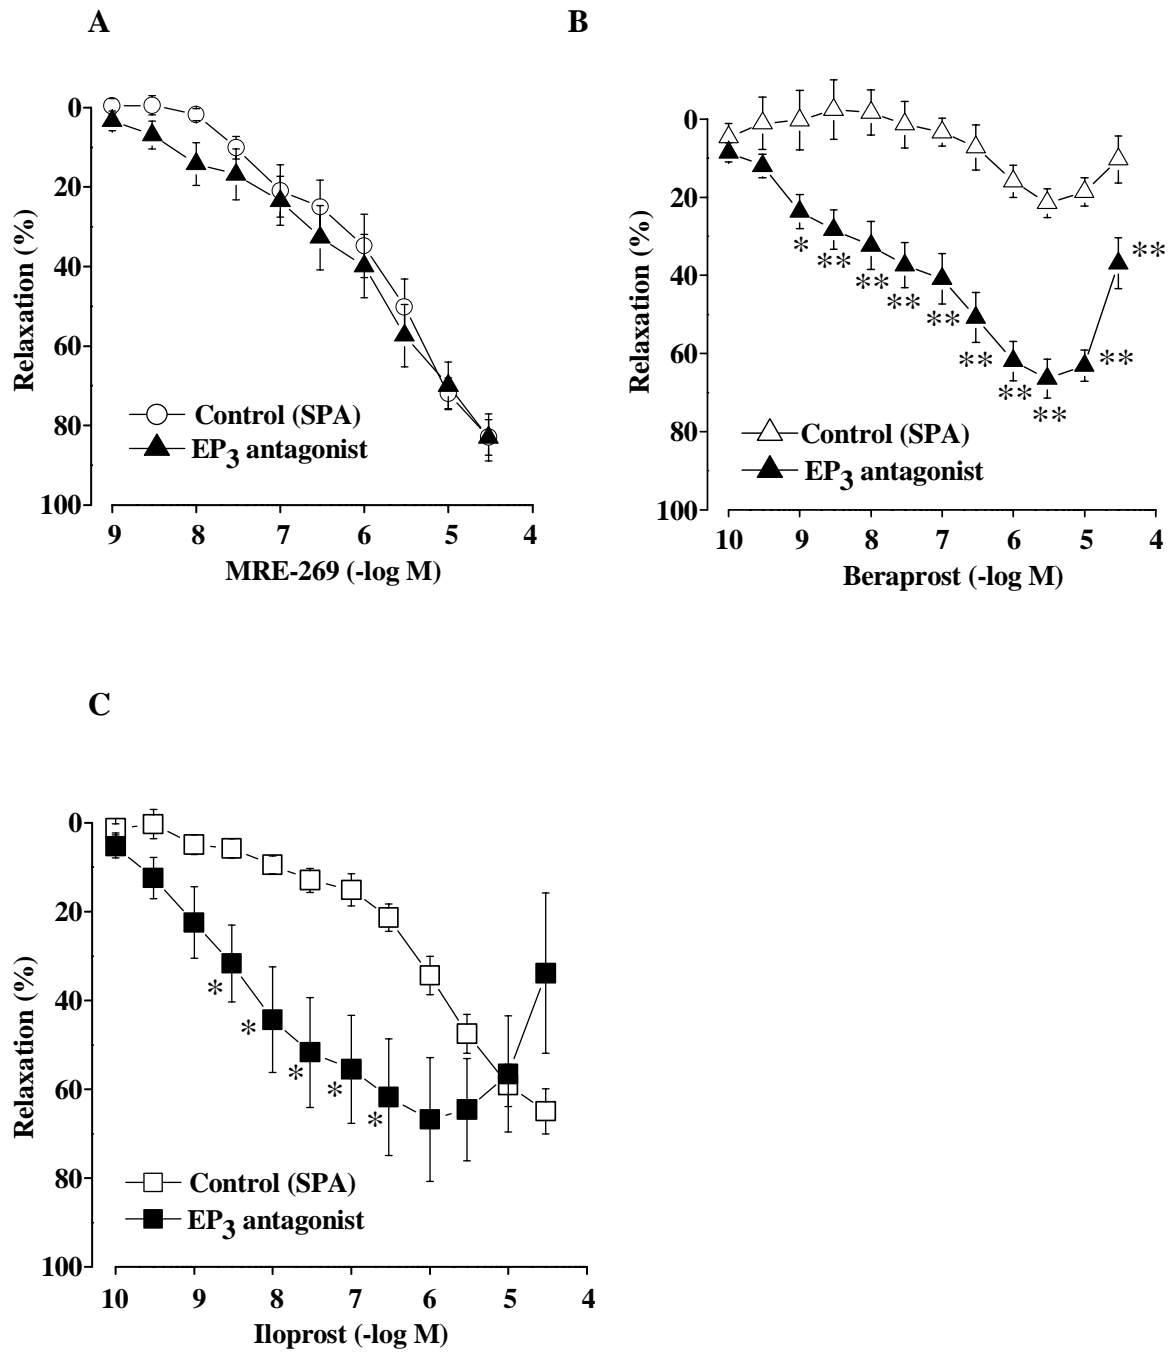 A
0
20
40
60
80
100
Relaxation (%)
Control (SPA)
EP3 antagonist
9 8 7 6 5 4
MRE-269 (-log M)
B
0
20
40
60
80
100
Relaxation (%)
*
**
**
**
**
**
**
**
**
**
Control (SPA)
EP3 antagonist
10 9 8 7 6 5 4
Beraprost (-log M)
C
0
20
40
60
80
100
Relaxation (%)
*
*
*
*
*
Control (SPA)
EP3 antagonist
10 9 8 7 6 5 4
Iloprost (-log M)